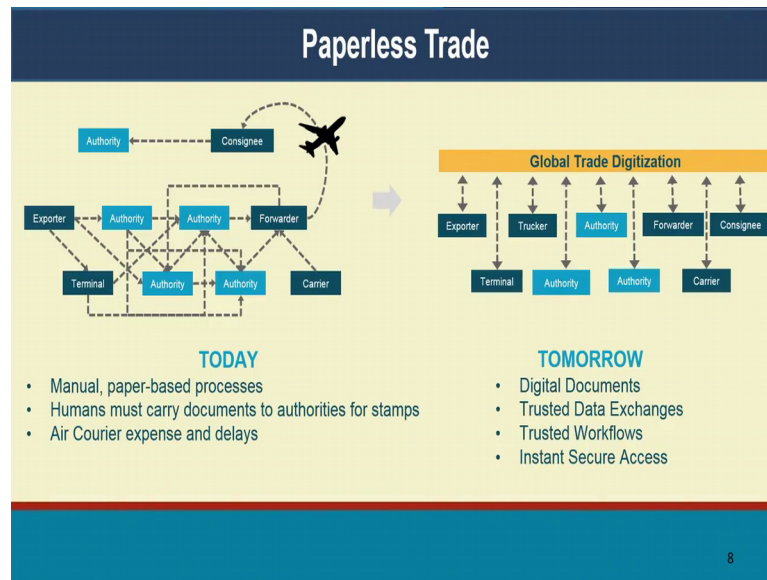 Paperless Trade
Authority
Consignee
Exporter
Authority
Authority
Forwarder
Terminal
Authority
Authority
Carrier
Global Trade Digitization
Exporter
Trucker
Authority
Forwarder
Consignee
Terminal
Authority
Authority
Carrier
TODAY
• Manual, paper-based processes
• Humans must carry documents to authorities for stamps
• Air Courier expense and delays
TOMORROW
• Digital Documents
• Trusted Data Exchanges
• Trusted Workflows
• Instant Secure Access
8